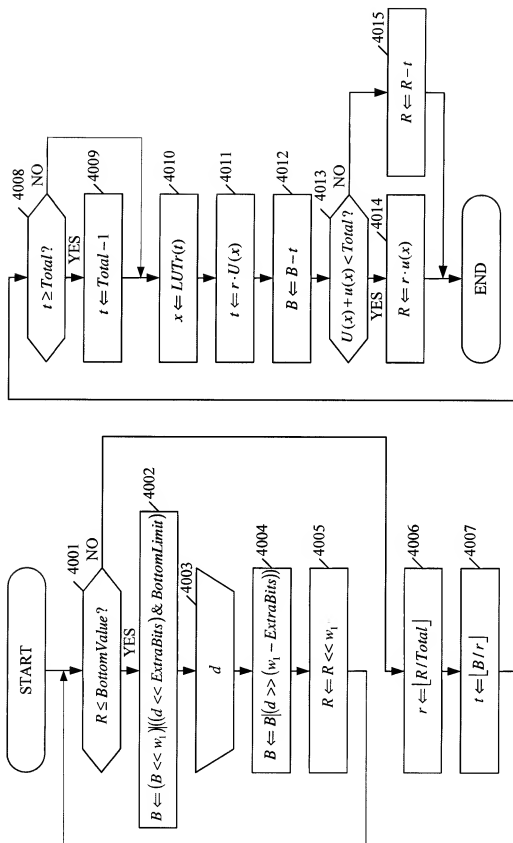 START
4001
R ≤ BottomValue?
NO
YES
4002
B ⇐ (B << w₁)|((d << ExtraBits) & BottomLimit)
4003
d
4004
B ⇐ B|(d >> (w₁ − ExtraBits))
4005
R ⇐ R << w₁
4006
r ⇐ ⌊R/Total⌋
4007
t ⇐ ⌊B/r⌋
4008
t ≥ Total?
NO
YES
4009
t ⇐ Total − 1
4010
x ⇐ LUTr(t)
4011
t ⇐ r · U(x)
4012
B ⇐ B − t
4013
U(x) + u(x) < Total?
NO
YES
4014
R ⇐ r · u(x)
4015
R ⇐ R − t
END